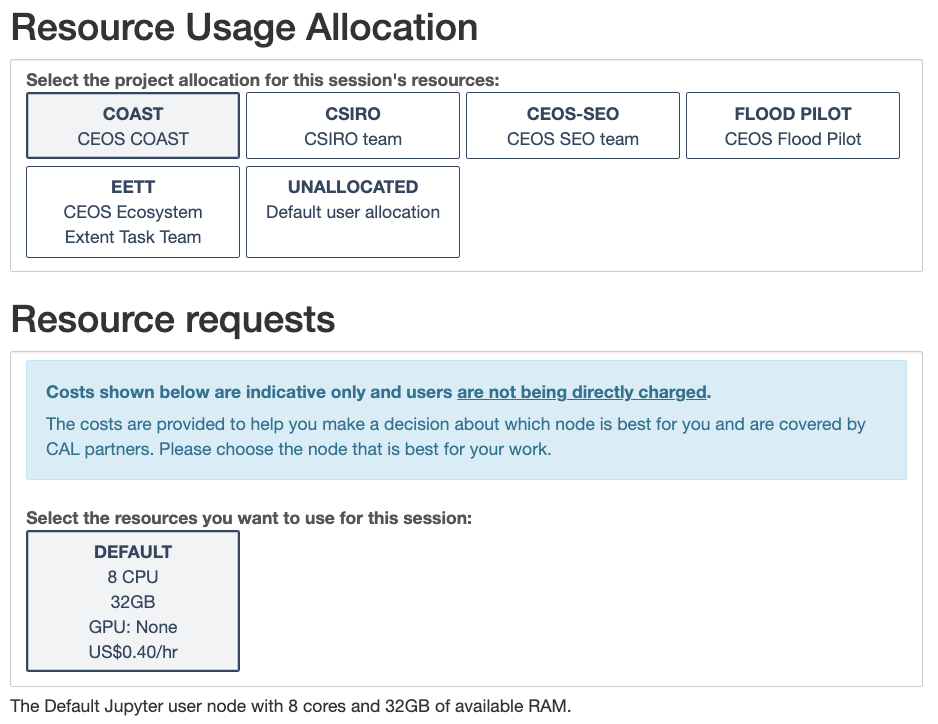 Resource Usage Allocation
Select the project allocation for this session's resources:
COAST
CEOS COAST
CSIRO
CSIRO team
CEOS-SEO
CEOS SEO team
FLOOD PILOT
CEOS Flood Pilot
EETT
CEOS Ecosystem
Extent Task Team
UNALLOCATED
Default user allocation
Resource requests
Costs shown below are indicative only and users are not being directly charged.
The costs are provided to help you make a decision about which node is best for you and are covered by
CAL partners. Please choose the node that is best for your work.
Select the resources you want to use for this session:
DEFAULT
8 CPU
32GB
GPU: None
US$0.40/hr
The Default Jupyter user node with 8 cores and 32GB of available RAM.